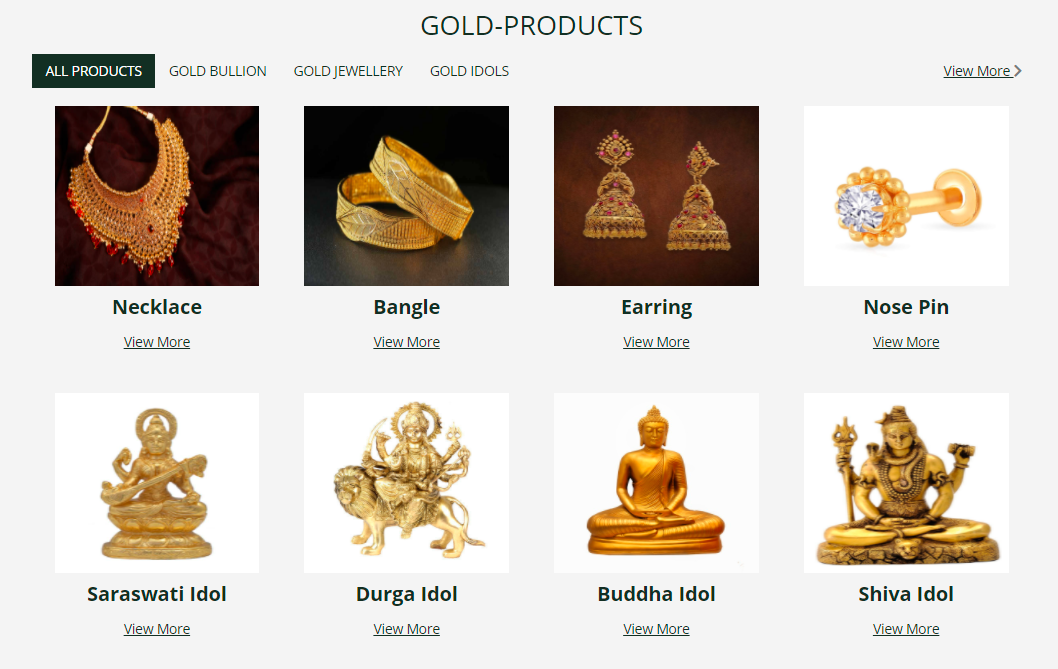 GOLD-PRODUCTS
ALL PRODUCTS GOLD BULLION GOLD JEWELLERY GOLD IDOLS View More
Necklace Bangle Earring Nose Pin
View More View More View More View More
Saraswati Idol Durga Idol Buddha Idol Shiva Idol
View More View More View More View More